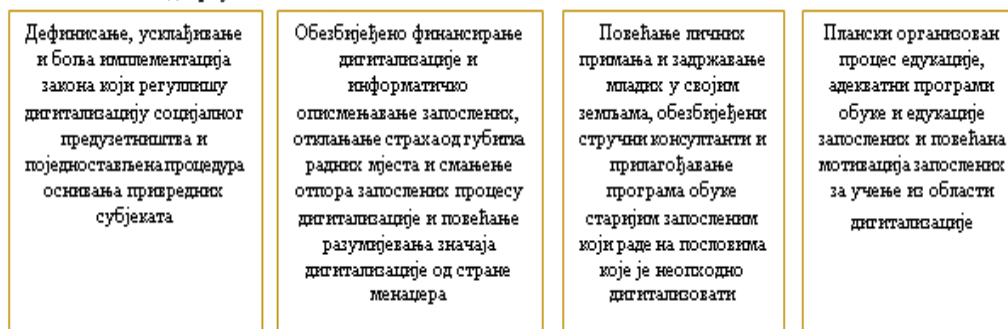 Дефинисање, усклађивање
и боља имплементација
закона који регулишу
дигитализацију социјалног
предузетништва и
поједностављена процедура
оснивања привредних
субјеката
Обезбијеђено финансирање
дигитализације и
информатичко
описмењавање запослених,
отклањање страха од губитка
радних мјеста и смањење
отпора запослених процесу
дигитализације и повећање
разумијевања значаја
дигитализације од стране
менаџера
Повећање личних
примања и задржавање
младих у својим
земљама, обезбијеђени
стручни консултанти и
прилагођавање
програма обуке
старијим запосленим
који раде на пословима
које је неопходно
дигитализовати
Плански организован
процес едукације,
адекватни програми
обуке и едукације
запослених и повећана
мотивација запослених
за учење из области
дигитализације